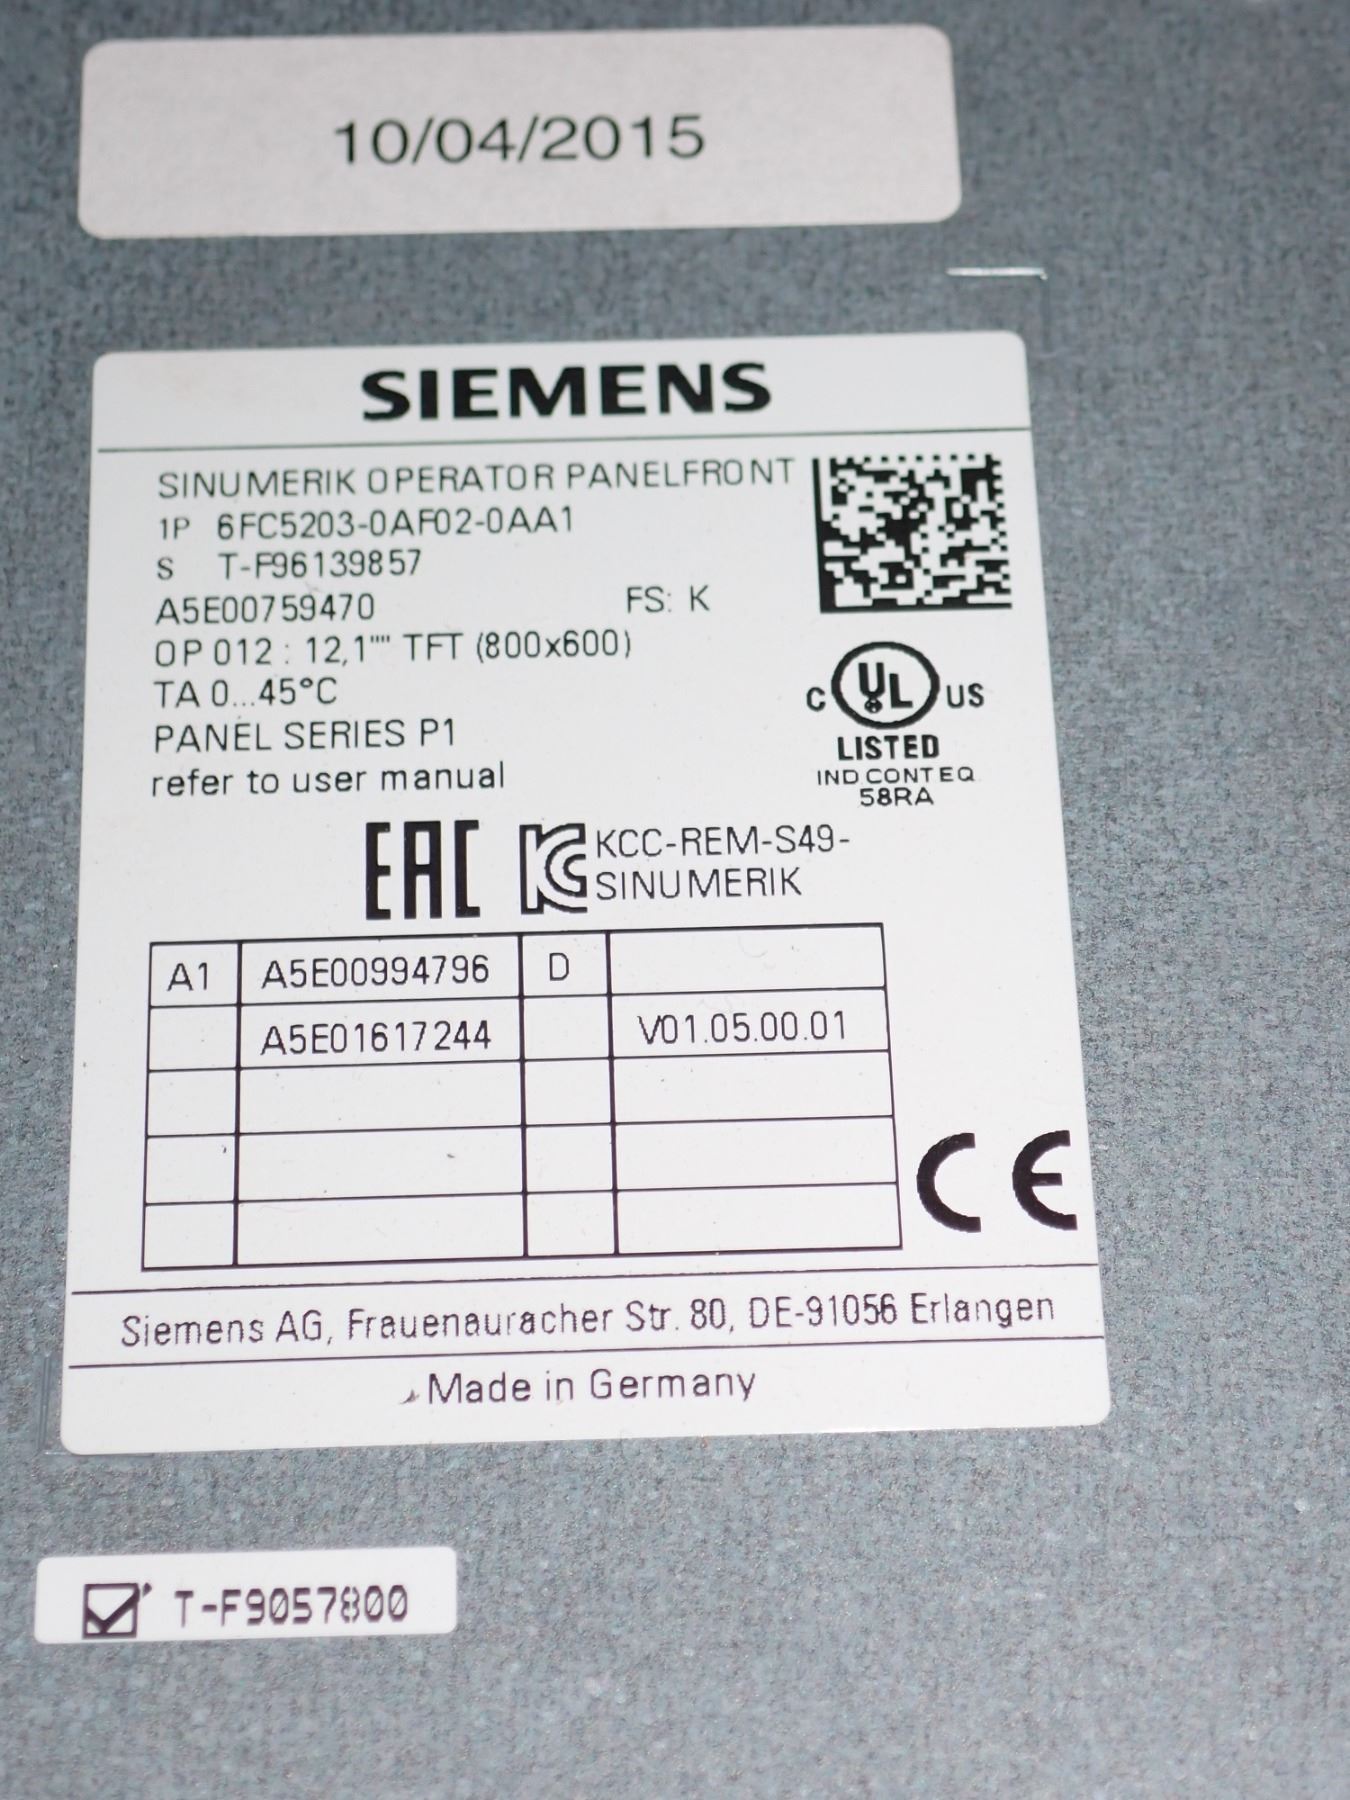 10/04/2015
SIEMENS
SINUMERIK OPERATOR PANELFRONT
1P 6FC5203-0AF02-0AA1
S T-F96139857
A5E00759470 FS: K
OP 012 : 12,1"" TFT (800x600)
TA 0...45°C
PANEL SERIES P1
refer to user manual
C UL US
LISTED
IND CONT EQ
58RA
EAC KC KCC-REM-S49-
SINUMERIK
A1 A5E00994796 D
A5E01617244 V01.05.00.01
CE
Siemens AG, Frauenauracher Str. 80, DE-91056 Erlangen
Made in Germany
T-F9057800